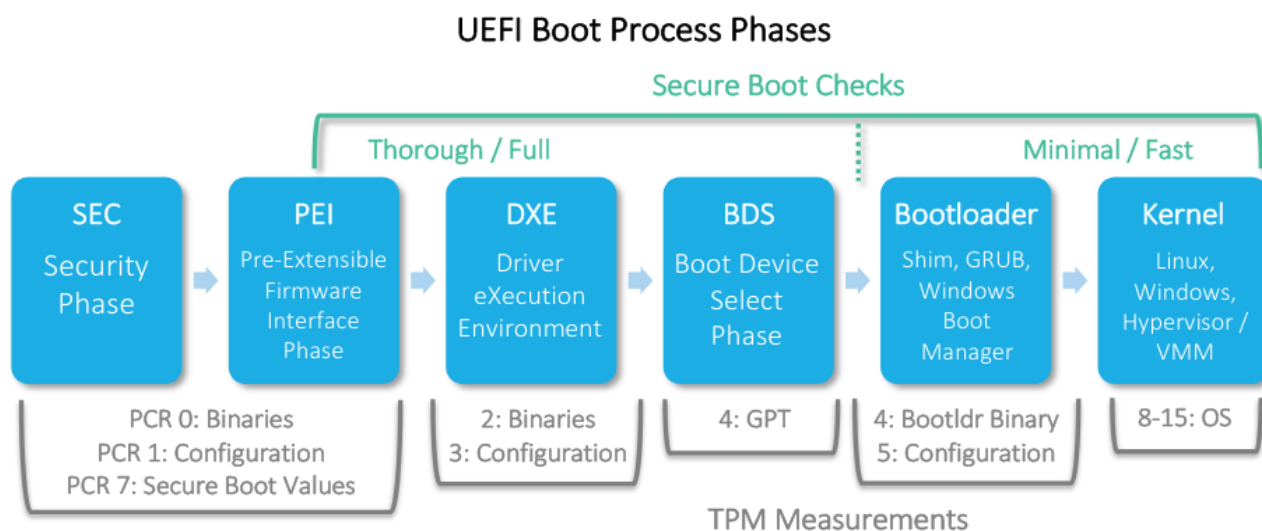 UEFI Boot Process Phases
Secure Boot Checks
Thorough / Full
Minimal / Fast
SEC
Security
Phase
PEI
Pre-Extensible
Firmware
Interface
Phase
DXE
Driver
eXecution
Environment
BDS
Boot Device
Select
Phase
Bootloader
Shim, GRUB,
Windows
Boot
Manager
Kernel
Linux,
Windows,
Hypervisor /
VMM
PCR 0: Binaries
PCR 1: Configuration
PCR 7: Secure Boot Values
2: Binaries
3: Configuration
4: GPT
4: Bootldr Binary
5: Configuration
8-15: OS
TPM Measurements